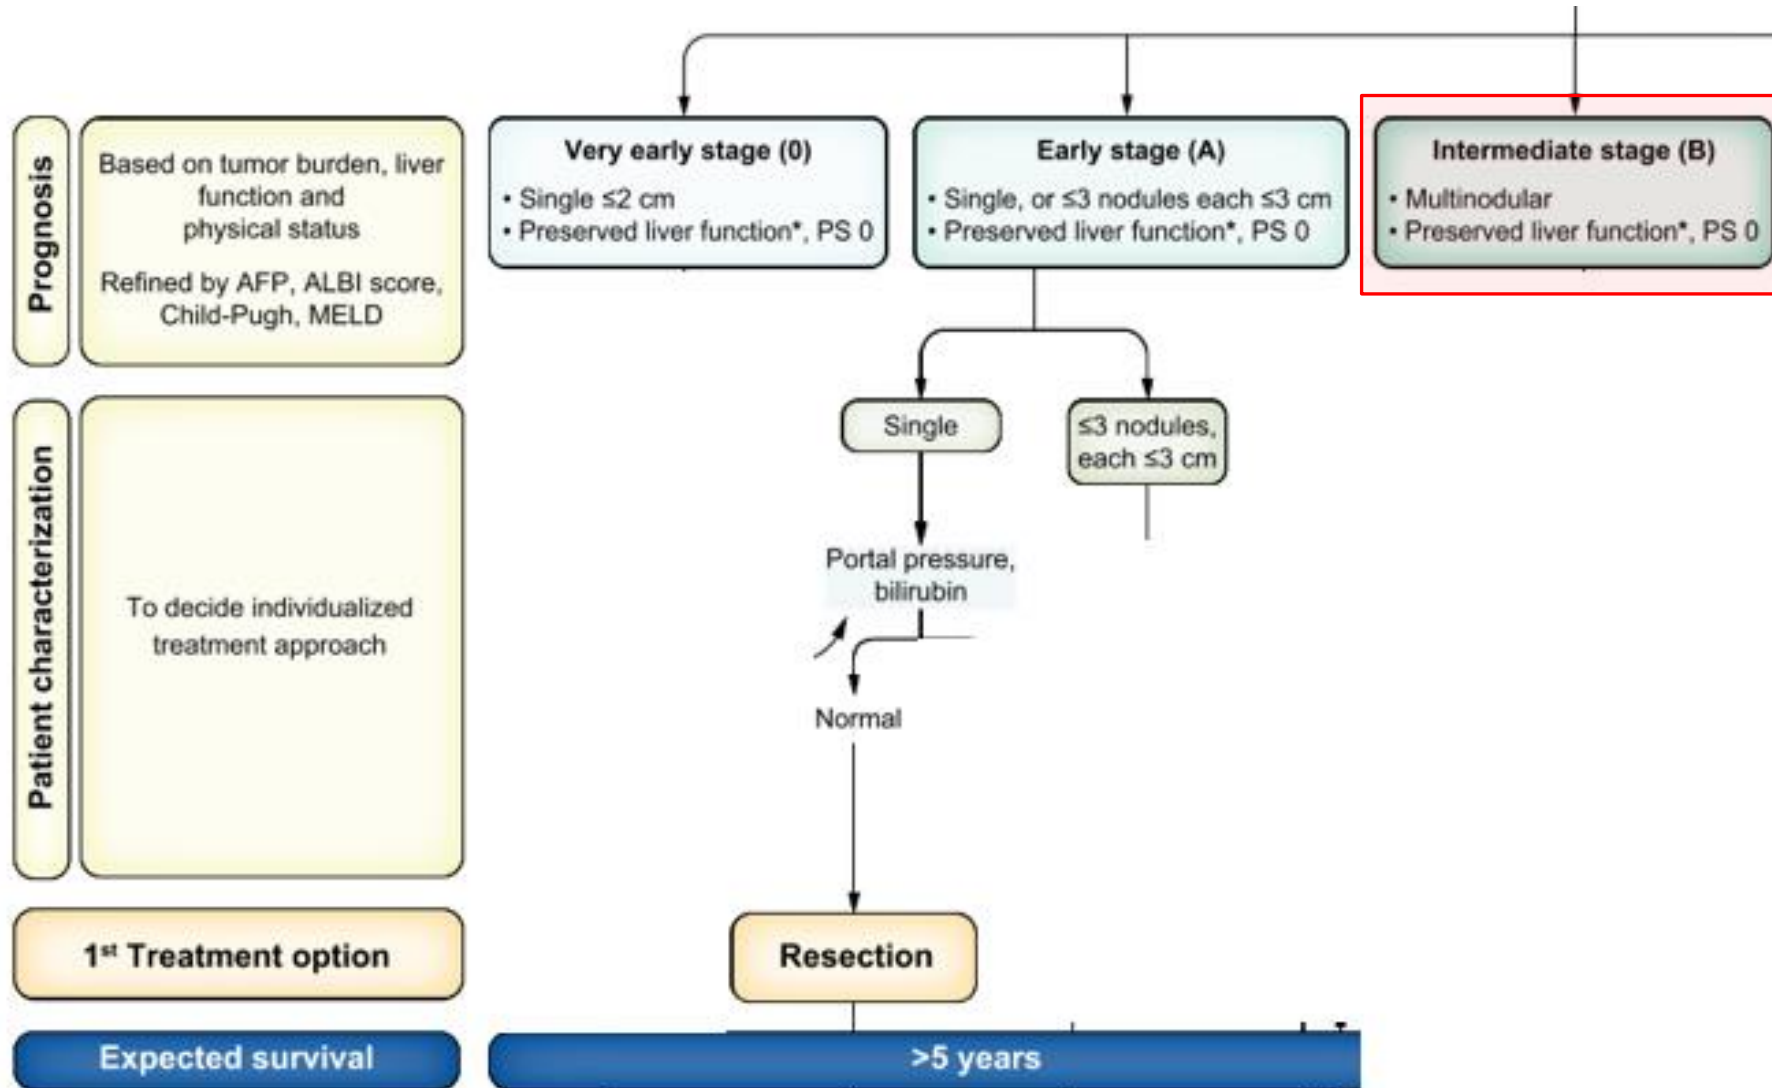 Prognosis
Based on tumor burden, liver
function and
physical status
Refined by AFP, ALBI score,
Child-Pugh, MELD
Very early stage (0)
• Single ≤2 cm
• Preserved liver function*, PS 0
Early stage (A)
• Single, or ≤3 nodules each ≤3 cm
• Preserved liver function*, PS 0
Intermediate stage (B)
• Multinodular
• Preserved liver function*, PS 0
Patient characterization
To decide individualized
treatment approach
Single
≤3 nodules,
each ≤3 cm
Portal pressure,
bilirubin
Normal
1st Treatment option
Resection
Expected survival
>5 years